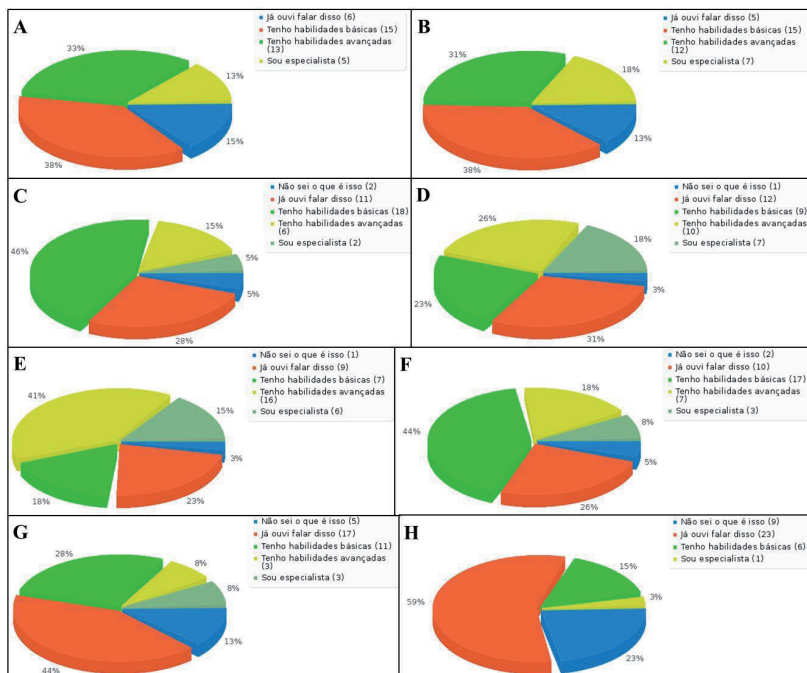 A
Já ouvi falar disso (6)
Tenho habilidades básicas (15)
Tenho habilidades avançadas
(13)
Sou especialista (5)
33%
13%
38%
15%
B
Já ouvi falar disso (5)
Tenho habilidades básicas (15)
Tenho habilidades avançadas
(12)
Sou especialista (7)
31%
18%
38%
13%
C
Não sei o que é isso (2)
Já ouvi falar disso (11)
Tenho habilidades básicas (18)
Tenho habilidades avançadas
(6)
Sou especialista (2)
15%
46%
5%
5%
28%
D
Não sei o que é isso (1)
Já ouvi falar disso (12)
Tenho habilidades básicas (9)
Tenho habilidades avançadas
(10)
Sou especialista (7)
26%
18%
23%
3%
31%
E
Não sei o que é isso (1)
Já ouvi falar disso (9)
Tenho habilidades básicas (7)
Tenho habilidades avançadas
(16)
Sou especialista (6)
41%
15%
3%
18%
23%
F
Não sei o que é isso (2)
Já ouvi falar disso (10)
Tenho habilidades básicas (17)
Tenho habilidades avançadas
(7)
Sou especialista (3)
18%
8%
44%
5%
26%
G
Não sei o que é isso (5)
Já ouvi falar disso (17)
Tenho habilidades básicas (11)
Tenho habilidades avançadas
(3)
Sou especialista (3)
28%
8%
8%
13%
44%
H
Não sei o que é isso (9)
Já ouvi falar disso (23)
Tenho habilidades básicas (6)
Sou especialista (1)
59%
15%
3%
23%